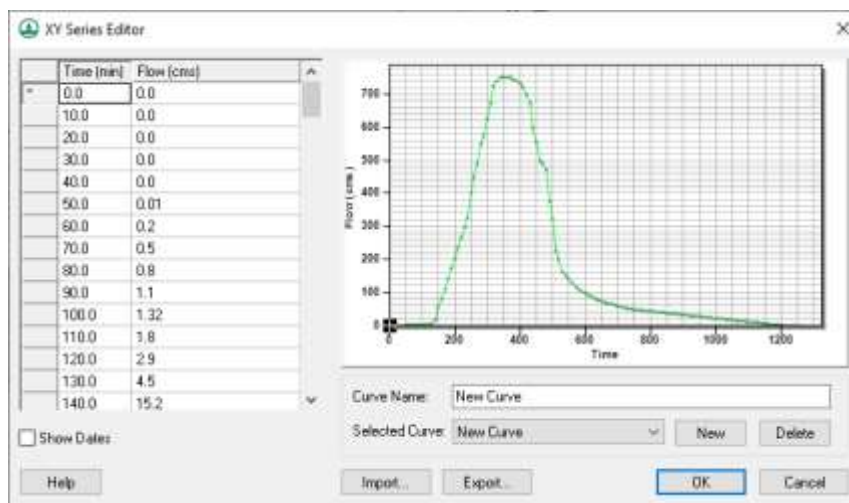 XY Series Editor
Time (min) Flow (cms)
* 0.0 0.0
10.0 0.0
20.0 0.0
30.0 0.0
40.0 0.0
50.0 0.01
60.0 0.2
70.0 0.5
80.0 0.8
90.0 1.1
100.0 1.32
110.0 1.8
120.0 2.9
130.0 4.5
140.0 15.2
Show Dates
Flow (cms)
700
600
500
400
300
200
100
0
0 200 400 600 800 1000 1200
Time
Curve Name: New Curve
Selected Curve: New Curve New Delete
Help Import... Export... OK Cancel